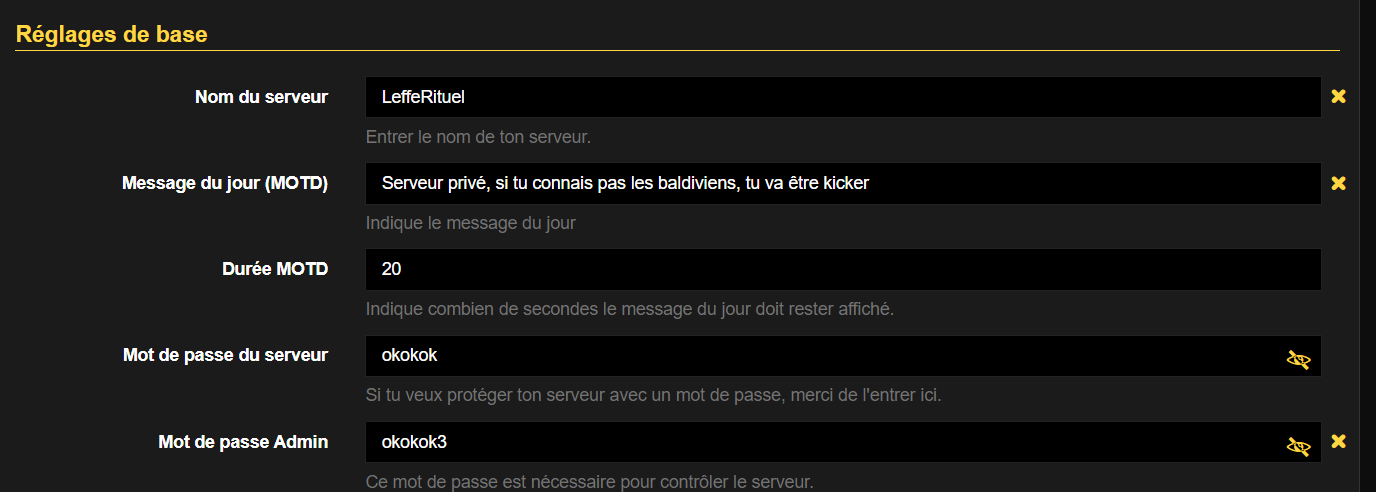 Réglages de base
Nom du serveur LeffeRituel
Entrer le nom de ton serveur.
Message du jour (MOTD) Serveur privé, si tu connais pas les baldiviens, tu va être kicker
Indique le message du jour
Durée MOTD 20
Indique combien de secondes le message du jour doit rester affiché.
Mot de passe du serveur okokok
Si tu veux protéger ton serveur avec un mot de passe, merci de l'entrer ici.
Mot de passe Admin okokok3
Ce mot de passe est nécessaire pour contrôler le serveur.